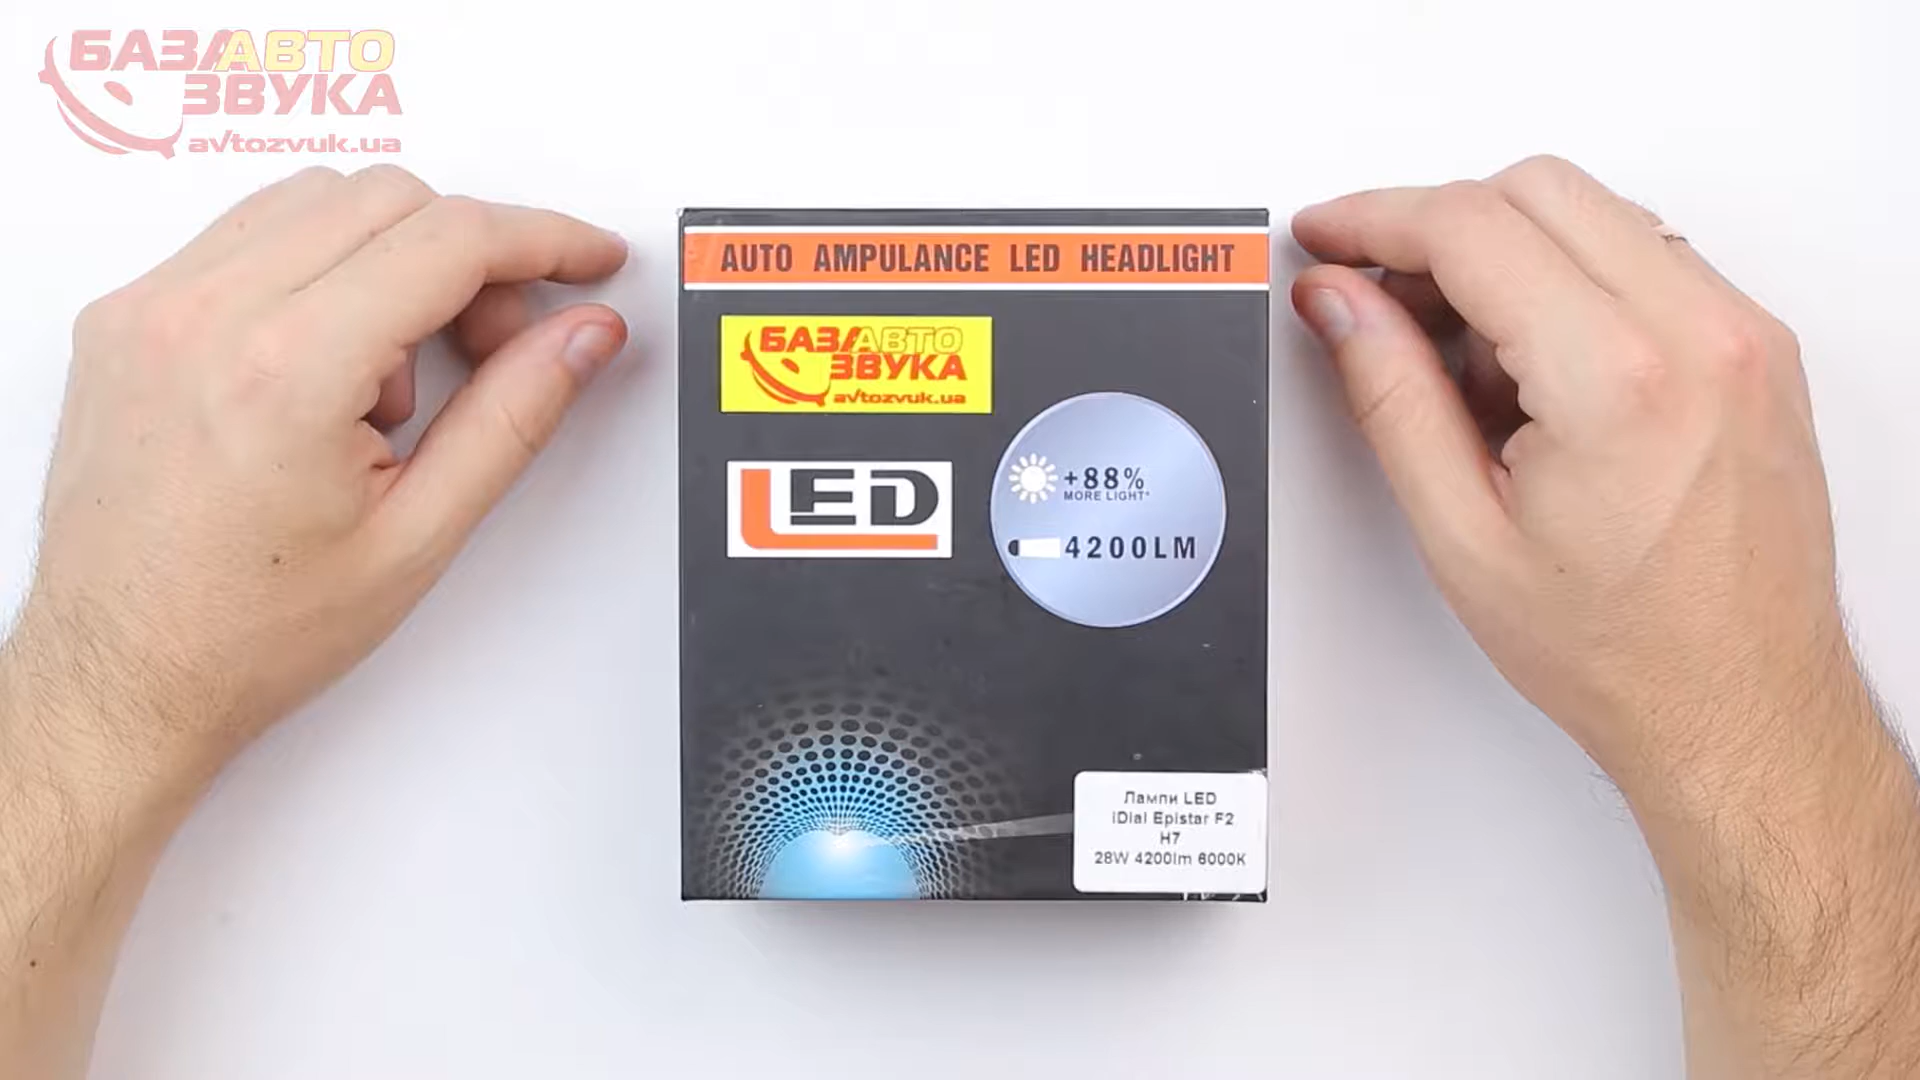 БАЗА АВТО
ЗВУКА
avtozvuk.ua
AUTO AMPULANCE LED HEADLIGHT
БАЗА АВТО
ЗВУКА
avtozvuk.ua
LED
+88%
MORE LIGHT*
4200LM
Лампи LED
iDial Epistar F2
H7
28W 4200lm 6000K